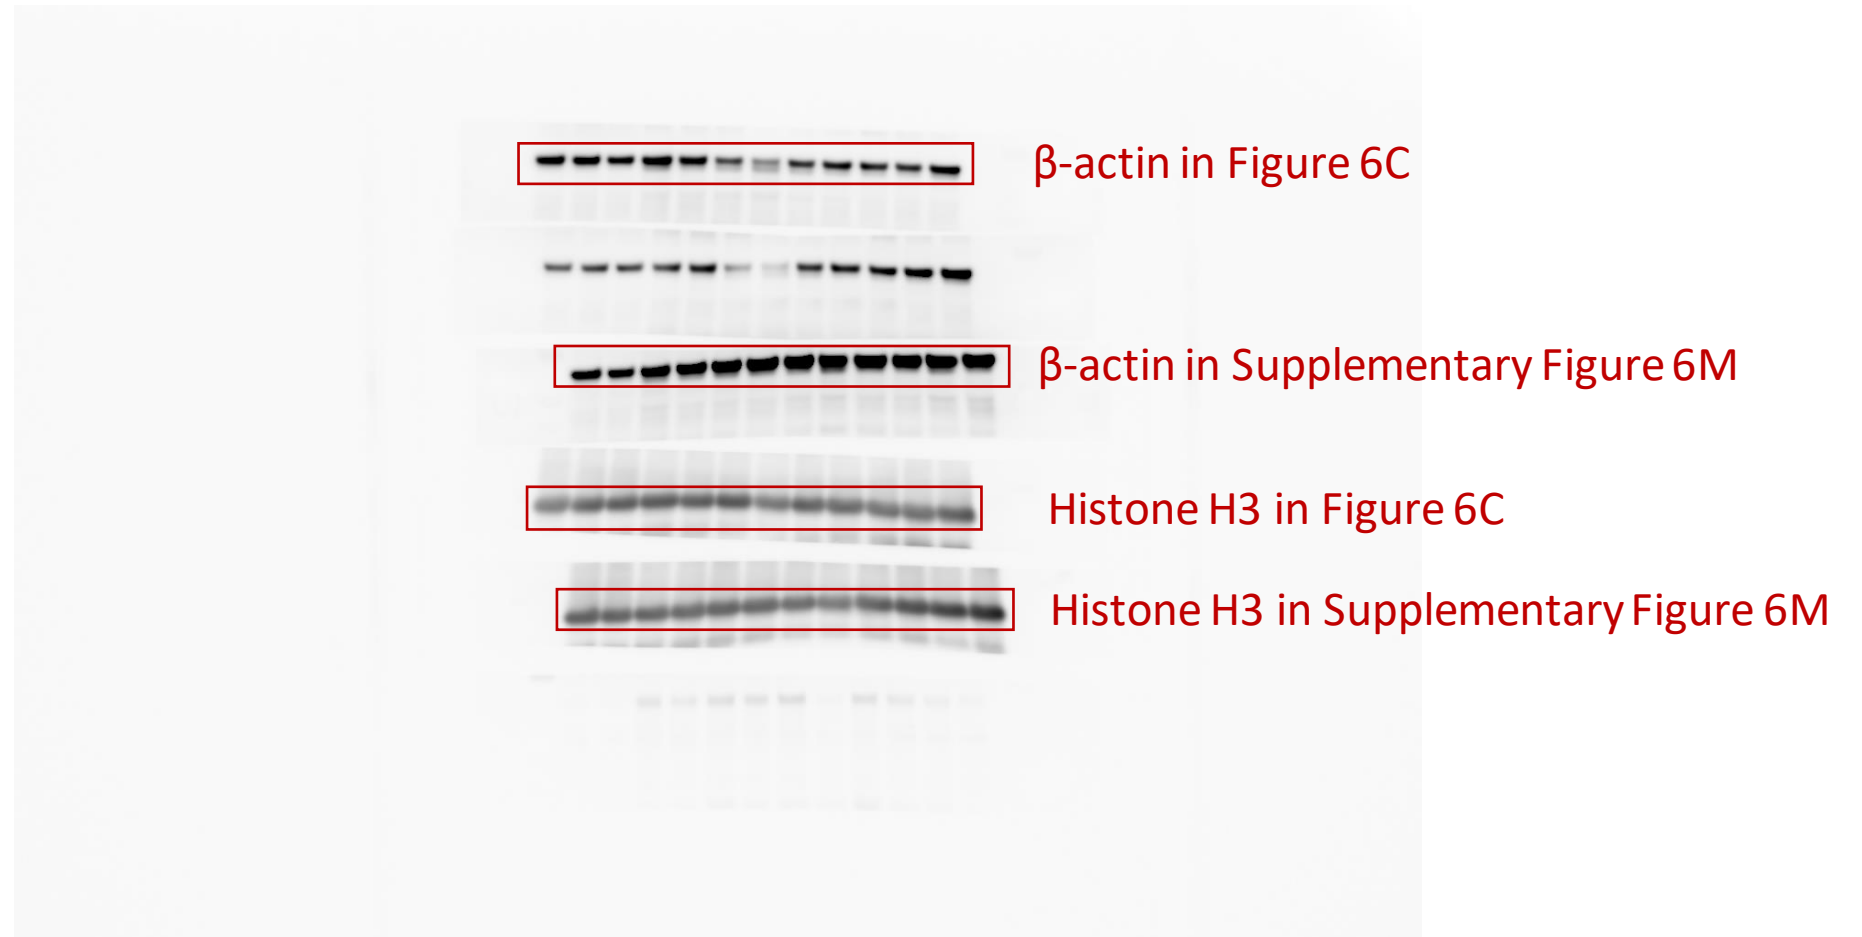 β-actin in Figure 6C
β-actin in Supplementary Figure 6M
Histone H3 in Figure 6C
Histone H3 in Supplementary Figure 6M